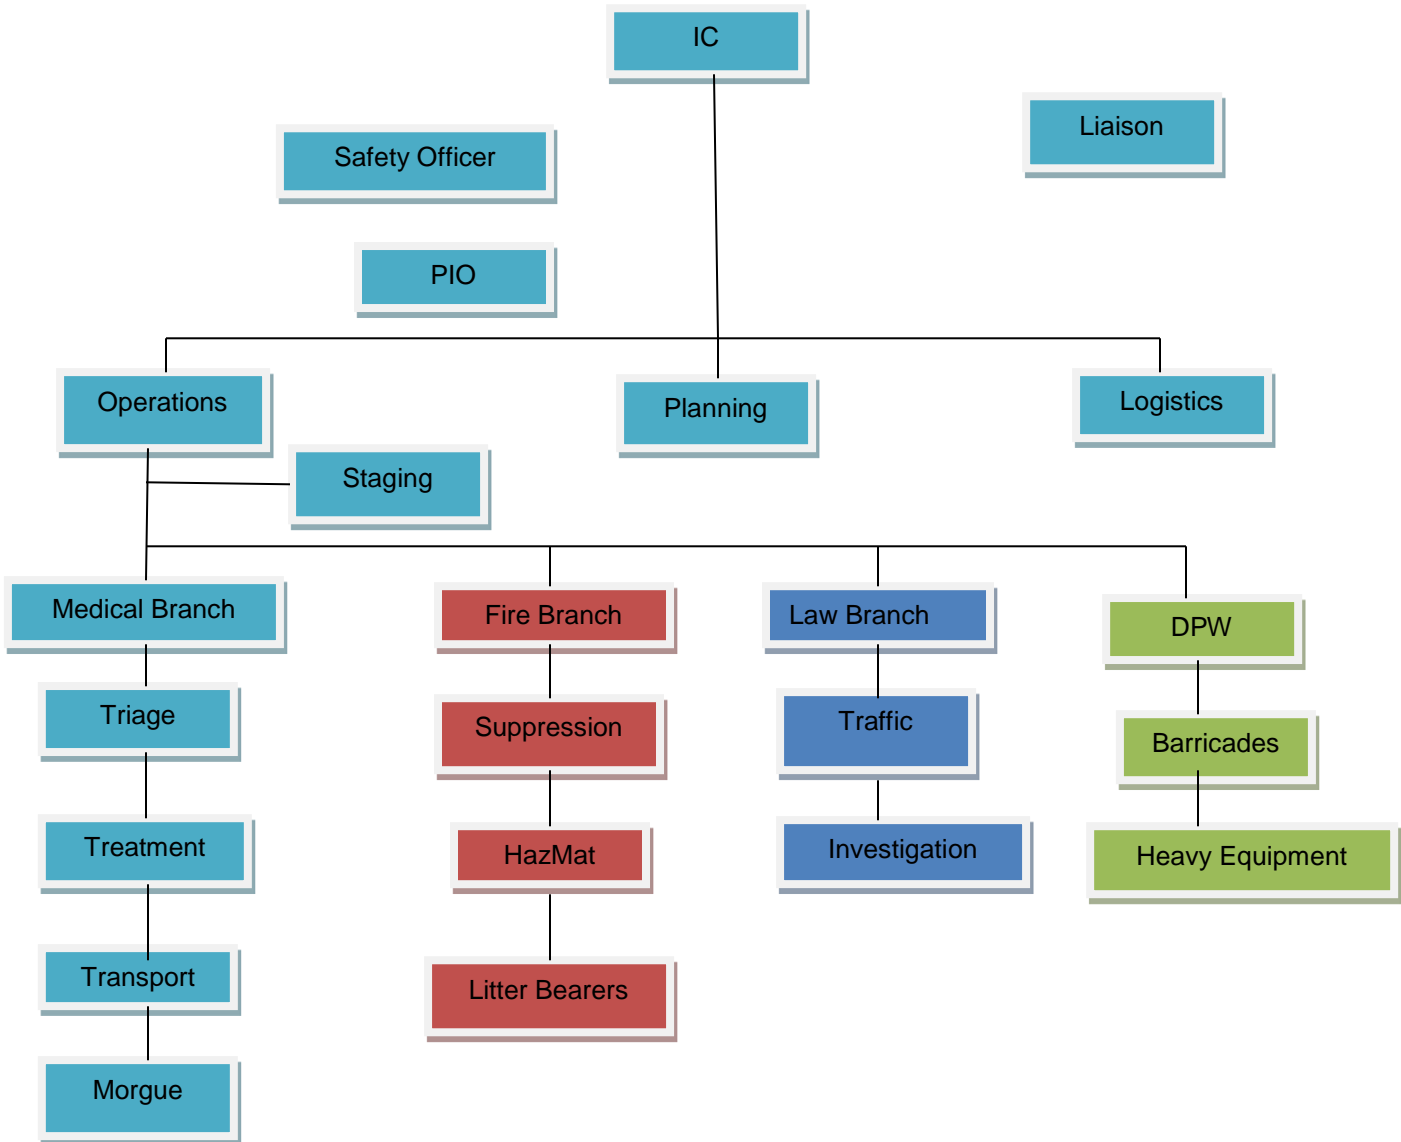 IC
Liaison
Safety Officer
PIO
Operations
Planning
Logistics
Staging
Medical Branch
Fire Branch
Law Branch
DPW
Triage
Suppression
Traffic
Barricades
Treatment
HazMat
Investigation
Heavy Equipment
Transport
Litter Bearers
Morgue